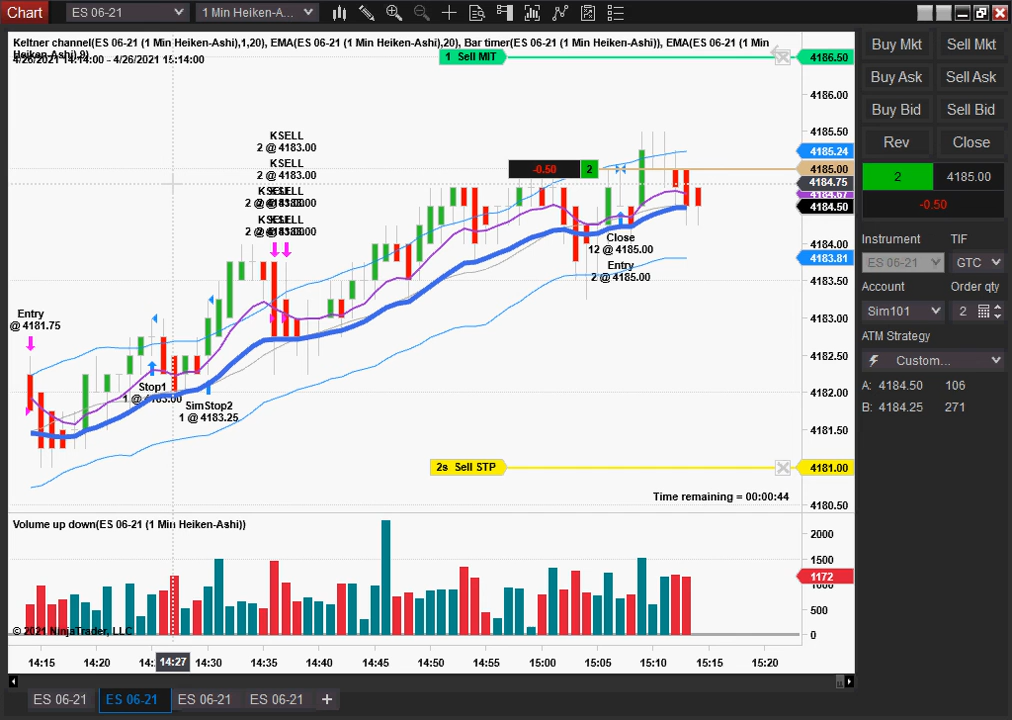 Chart ES 06-21 1 Min Heiken-A...
Keltner channel(ES 06-21 (1 Min Heiken-Ashi),1,20), EMA(ES 06-21 (1 Min Heiken-Ashi),20), Bar timer(ES 06-21 (1 Min Heiken-Ashi)), EMA(ES 06-21 (1 Min
Heiken-Ashi),9)
4/26/2021 14:14:00 - 4/26/2021 15:14:00
1 Sell MIT
4186.50
4186.00
4185.50
4185.24
4185.00
4184.75
4184.50
4184.00
4183.81
4183.50
4183.00
4182.50
4182.00
4181.50
4181.00
4180.50
KSELL
2 @ 4183.00
KSELL
2 @ 4183.00
KSELL
2 @ 4183.00
KSELL
2 @ 4183.00
-0.50 2
Close
12 @ 4185.00
Entry
2 @ 4185.00
Entry
@ 4181.75
Stop1
1 @ 4183.00
SimStop2
1 @ 4183.25
2s Sell STP
Time remaining = 00:00:44
Volume up down(ES 06-21 (1 Min Heiken-Ashi))
2000
1500
1172
1000
500
0
© 2021 NinjaTrader, LLC
14:15 14:20 14:27 14:30 14:35 14:40 14:45 14:50 14:55 15:00 15:05 15:10 15:15 15:20
ES 06-21 ES 06-21 ES 06-21 ES 06-21 +
Buy Mkt Sell Mkt
Buy Ask Sell Ask
Buy Bid Sell Bid
Rev Close
2 4185.00
-0.50
Instrument TIF
ES 06-21 GTC
Account Order qty
Sim101 2
ATM Strategy
Custom...
A: 4184.50 106
B: 4184.25 271